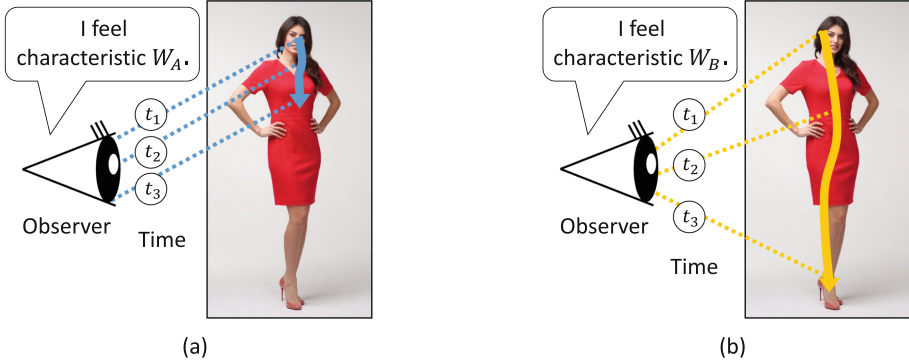 I feel
characteristic W_A.
t_1
t_2
t_3
Observer
Time
(a)
I feel
characteristic W_B.
t_1
t_2
t_3
Observer
Time
(b)